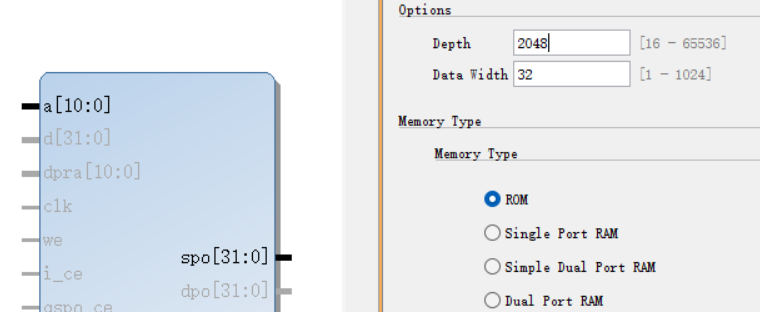 Options
Depth 2048 [16 - 65536]
Data Width 32 [1 - 1024]
Memory Type
Memory Type
ROM
Single Port RAM
Simple Dual Port RAM
Dual Port RAM
a[10:0]
d[31:0]
dpra[10:0]
clk
we
i_ce
qspo_ce
spo[31:0]
dpo[31:0]